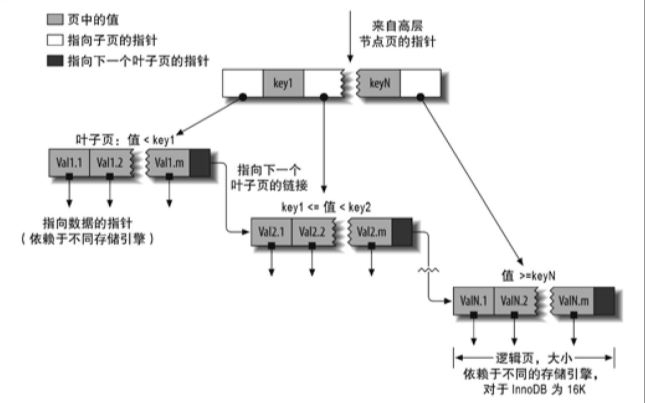 页中的值
指向子页的指针
指向下一个叶子页的指针
来自高层
节点页的指针
key1
keyN
叶子页：值 < key1
Val1.1
Val1.2
Val1.m
指向下一个
叶子页的链接
指向数据的指针
（依赖于不同存储引擎）
key1 <= 值 < key2
Val2.1
Val2.2
Val2.m
值 >=keyN
ValN.1
ValN.2
ValN.m
逻辑页，大小
依赖于不同的存储引擎，
对于 InnoDB 为 16K